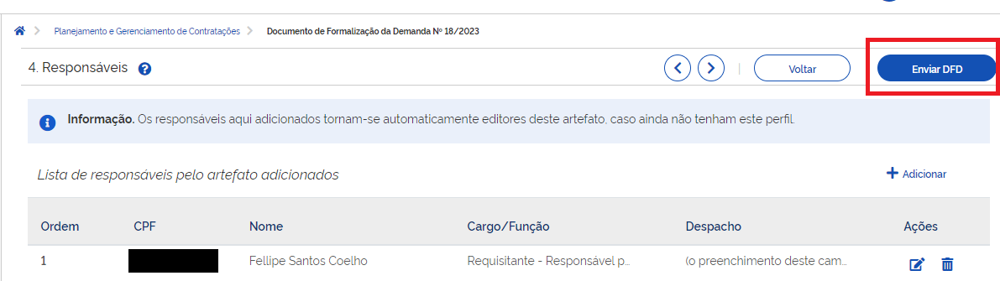 Planejamento e Gerenciamento de Contratações > Documento de Formalização da Demanda Nº 18/2023
4. Responsáveis ? Voltar Enviar DFD
Informação. Os responsáveis aqui adicionados tornam-se automaticamente editores deste artefato, caso ainda não tenham este perfil.
Lista de responsáveis pelo artefato adicionados + Adicionar
Ordem CPF Nome Cargo/Função Despacho Ações
1 Fellipe Santos Coelho Requisitante - Responsável p... (o preenchimento deste cam...